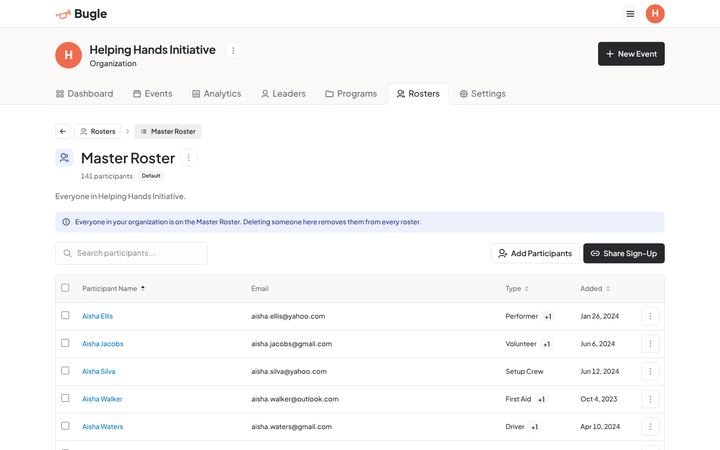 Bugle
H
H
Helping Hands Initiative
Organization
New Event
Dashboard
Events
Analytics
Leaders
Programs
Rosters
Settings
Rosters
Master Roster
Master Roster
141 participants
Default
Everyone in Helping Hands Initiative.
Everyone in your organization is on the Master Roster. Deleting someone here removes them from every roster.
Search participants...
Add Participants
Share Sign-Up
Participant Name Email Type Added
Aisha Ellis aisha.ellis@yahoo.com Performer +1 Jan 26, 2024
Aisha Jacobs aisha.jacobs@gmail.com Volunteer +1 Jun 6, 2024
Aisha Silva aisha.silva@yahoo.com Setup Crew Jun 12, 2024
Aisha Walker aisha.walker@outlook.com First Aid +1 Oct 4, 2023
Aisha Waters aisha.waters@gmail.com Driver +1 Apr 10, 2024